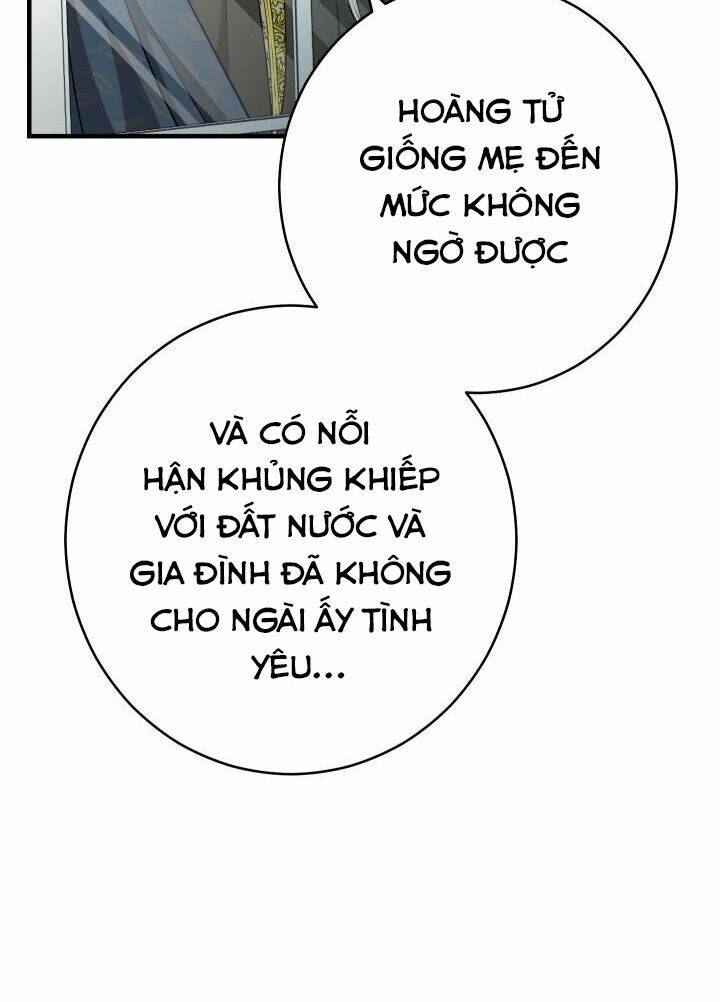 HOÀNG TỬ
GIỐNG MẸ ĐẾN
MỨC KHÔNG
NGỜ ĐƯỢC
VÀ CÓ NỖI
HẬN KHỦNG KHIẾP
VỚI ĐẤT NƯỚC VÀ
GIA ĐÌNH ĐÃ KHÔNG
CHO NGÀI ẤY TÌNH
YÊU...